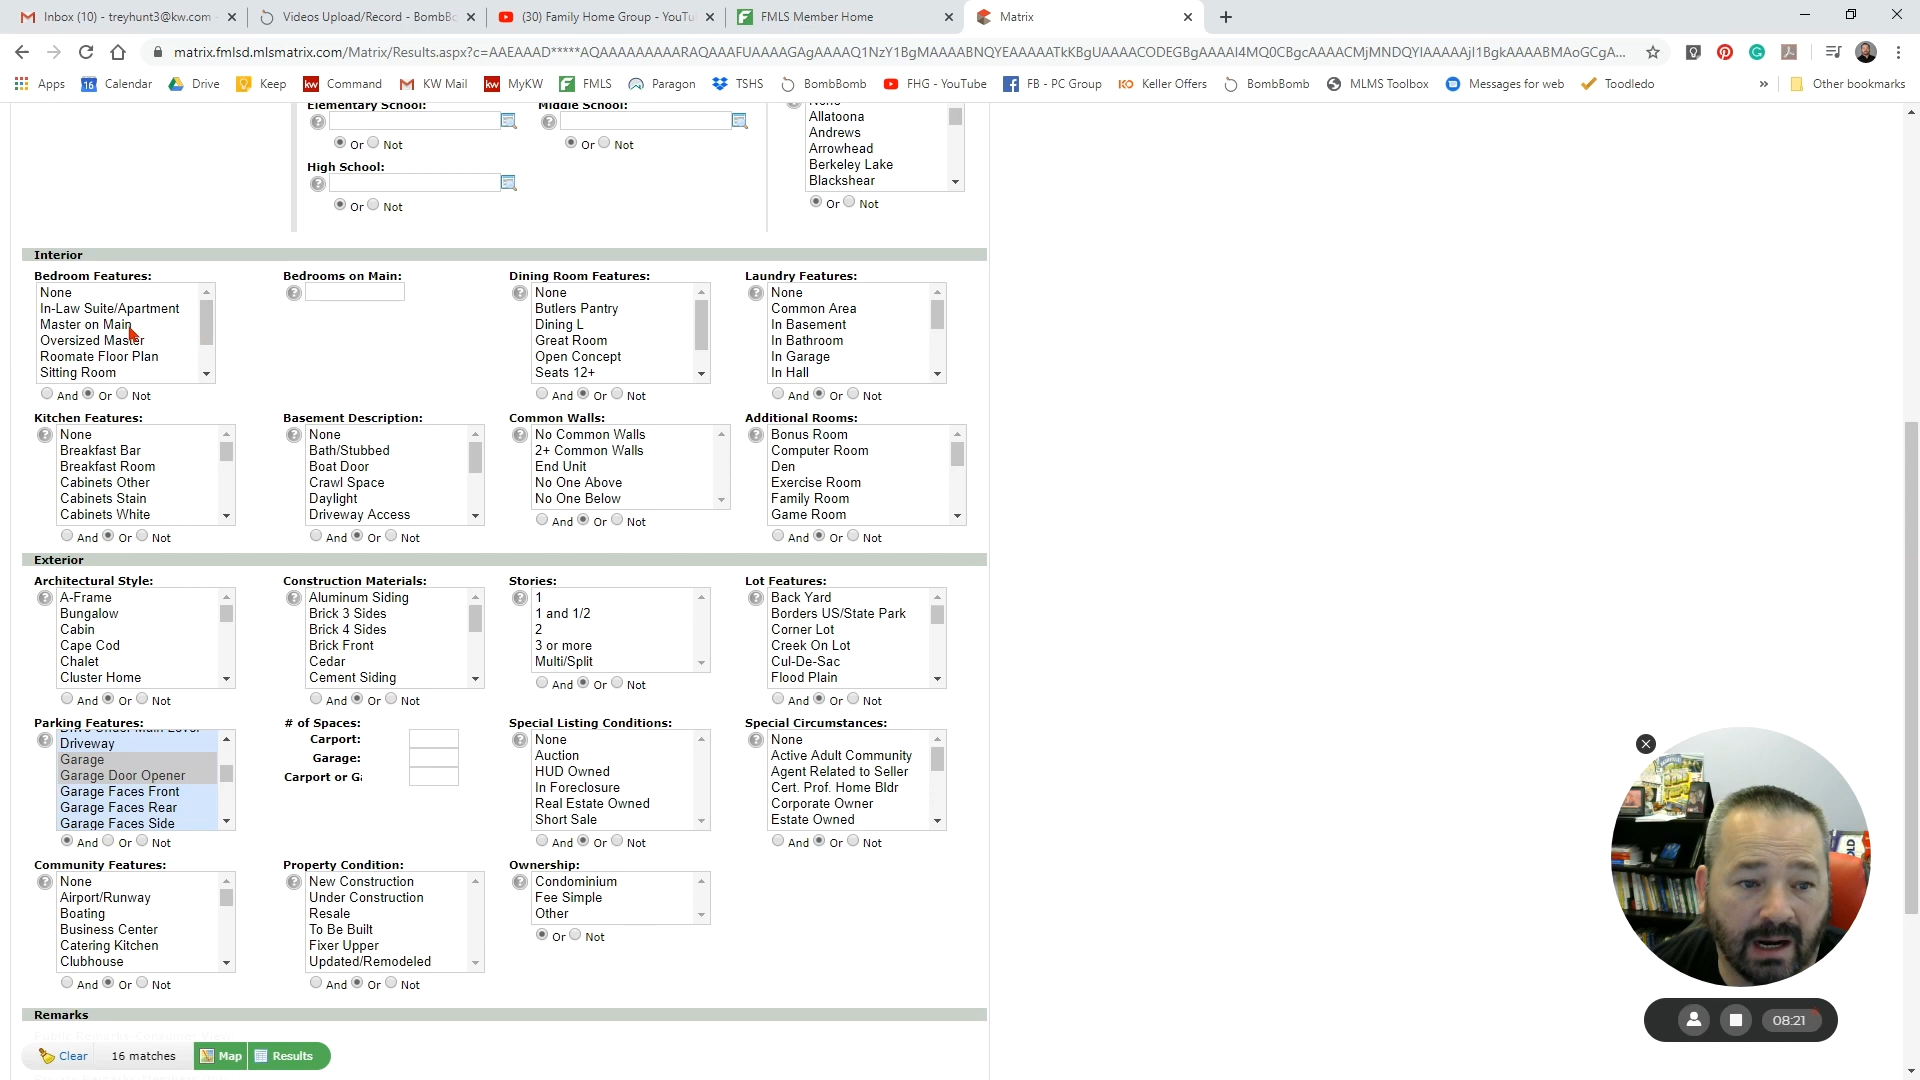 Inbox (10) - treyhunt3@kw.com
Videos Upload/Record - BombBo
(30) Family Home Group - YouTu
FMLS Member Home
Matrix
matrix.fmlsd.mlsmatrix.com/Matrix/Results.aspx?c=AAEAAAD*****AQAAAAAAAAARAQAAAFUAAAAGAgAAAAQ1NzY1BgMAAAABNQYEAAAAATkKBgUAAAACODEGBgAAAAI4MQ0CBgcAAAACMjMNDQYIAAAAAjI1BgkAAAABMAoGCgA...
Apps
16 Calendar
Drive
Keep
kw Command
KW Mail
kw MyKW
FMLS
Paragon
TSHS
BombBomb
FHG - YouTube
FB - PC Group
KO Keller Offers
BombBomb
MLMS Toolbox
Messages for web
Toodledo
»
Other bookmarks
Elementary School:
Middle School:
Or Not
Or Not
High School:
Or Not
None
Allatoona
Andrews
Arrowhead
Berkeley Lake
Blackshear
Or Not
Interior
Bedroom Features:
None
In-Law Suite/Apartment
Master on Main
Oversized Master
Roomate Floor Plan
Sitting Room
And Or Not
Bedrooms on Main:
Dining Room Features:
None
Butlers Pantry
Dining L
Great Room
Open Concept
Seats 12+
And Or Not
Laundry Features:
None
Common Area
In Basement
In Bathroom
In Garage
In Hall
And Or Not
Kitchen Features:
None
Breakfast Bar
Breakfast Room
Cabinets Other
Cabinets Stain
Cabinets White
And Or Not
Basement Description:
None
Bath/Stubbed
Boat Door
Crawl Space
Daylight
Driveway Access
And Or Not
Common Walls:
No Common Walls
2+ Common Walls
End Unit
No One Above
No One Below
And Or Not
Additional Rooms:
Bonus Room
Computer Room
Den
Exercise Room
Family Room
Game Room
And Or Not
Exterior
Architectural Style:
A-Frame
Bungalow
Cabin
Cape Cod
Chalet
Cluster Home
And Or Not
Construction Materials:
Aluminum Siding
Brick 3 Sides
Brick 4 Sides
Brick Front
Cedar
Cement Siding
And Or Not
Stories:
1
1 and 1/2
2
3 or more
Multi/Split
And Or Not
Lot Features:
Back Yard
Borders US/State Park
Corner Lot
Creek On Lot
Cul-De-Sac
Flood Plain
And Or Not
Parking Features:
Drive Under Main Level
Driveway
Garage
Garage Door Opener
Garage Faces Front
Garage Faces Rear
Garage Faces Side
And Or Not
# of Spaces:
Carport:
Garage:
Carport or Ga
Special Listing Conditions:
None
Auction
HUD Owned
In Foreclosure
Real Estate Owned
Short Sale
And Or Not
Special Circumstances:
None
Active Adult Community
Agent Related to Seller
Cert. Prof. Home Bldr
Corporate Owner
Estate Owned
And Or Not
Community Features:
None
Airport/Runway
Boating
Business Center
Catering Kitchen
Clubhouse
And Or Not
Property Condition:
New Construction
Under Construction
Resale
To Be Built
Fixer Upper
Updated/Remodeled
And Or Not
Ownership:
Condominium
Fee Simple
Other
Or Not
Remarks
Clear
16 matches
Map
Results
08:21